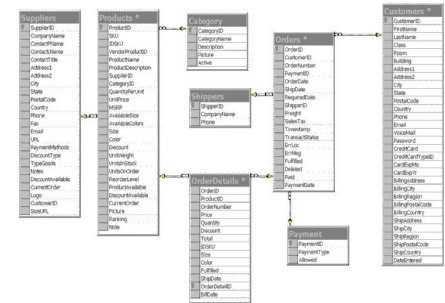 Suppliers
SupplierID
CompanyName
ContactFName
ContactLName
ContactTitle
Address1
Address2
City
State
PostalCode
Country
Phone
Fax
Email
URL
PaymentMethods
DiscountType
TypeGoods
Notes
DiscountAvailable
CurrentOrder
Logo
CustomerID
SizeURL
Products *
ProductID
SKU
IDSKU
VendorProductID
ProductName
ProductDescription
SupplierID
CategoryID
QuantityPerUnit
UnitPrice
MSRP
AvailableSize
AvailableColors
Size
Color
Discount
UnitWeight
UnitsInStock
UnitsOnOrder
ReorderLevel
ProductAvailable
DiscountAvailable
CurrentOrder
Picture
Ranking
Note
Category
CategoryID
CategoryName
Description
Picture
Active
Shippers
ShipperID
CompanyName
Phone
OrderDetails *
OrderID
ProductID
OrderNumber
Price
Quantity
Discount
Total
IDSKU
Size
Color
Fulfilled
ShipDate
OrderDetailID
BillDate
Orders *
OrderID
CustomerID
OrderNumber
PaymentID
OrderDate
ShipDate
RequiredDate
ShipperID
Freight
SalesTax
Timestamp
TransactStatus
ErrLoc
ErrMsg
Fulfilled
Deleted
Paid
PaymentDate
Payment
PaymentID
PaymentType
Allowed
Customers *
CustomerID
FirstName
LastName
Class
Room
Building
Address1
Address2
City
State
PostalCode
Country
Phone
Email
VoiceMail
Password
CreditCard
CreditCardTypeID
CardExpMo
CardExpYr
BillingAddress
BillingCity
BillingRegion
BillingPostalCode
BillingCountry
ShipAddress
ShipCity
ShipRegion
ShipPostalCode
ShipCountry
DateEntered